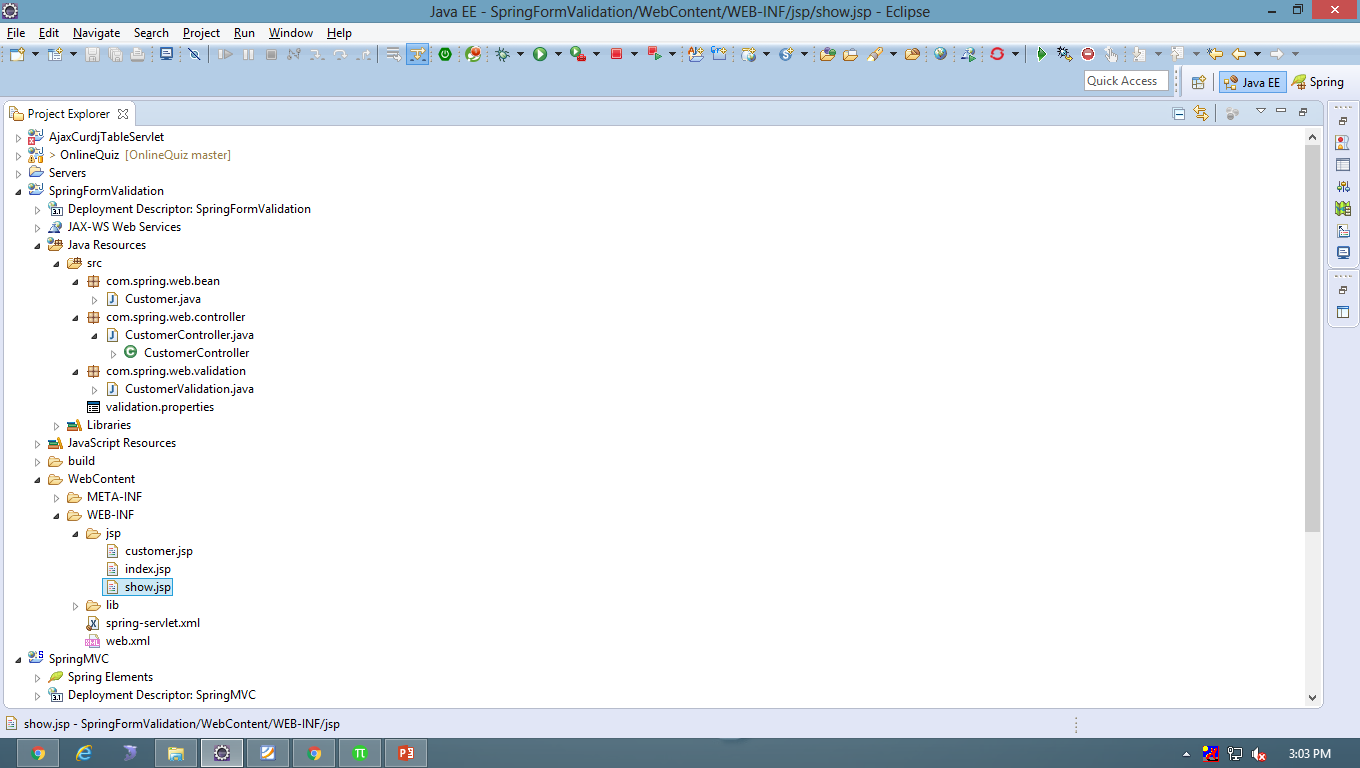 Java EE - SpringFormValidation/WebContent/WEB-INF/jsp/show.jsp - Eclipse
File Edit Navigate Search Project Run Window Help
Quick Access Java EE Spring
Project Explorer
AjaxCurdjTableServlet
> OnlineQuiz [OnlineQuiz master]
Servers
SpringFormValidation
3.1 Deployment Descriptor: SpringFormValidation
JAX-WS Web Services
Java Resources
src
com.spring.web.bean
J Customer.java
com.spring.web.controller
J CustomerController.java
C CustomerController
com.spring.web.validation
J CustomerValidation.java
validation.properties
Libraries
JavaScript Resources
build
WebContent
META-INF
WEB-INF
jsp
customer.jsp
index.jsp
show.jsp
lib
X spring-servlet.xml
web.xml
SpringMVC
Spring Elements
3.1 Deployment Descriptor: SpringMVC
show.jsp - SpringFormValidation/WebContent/WEB-INF/jsp
3:03 PM